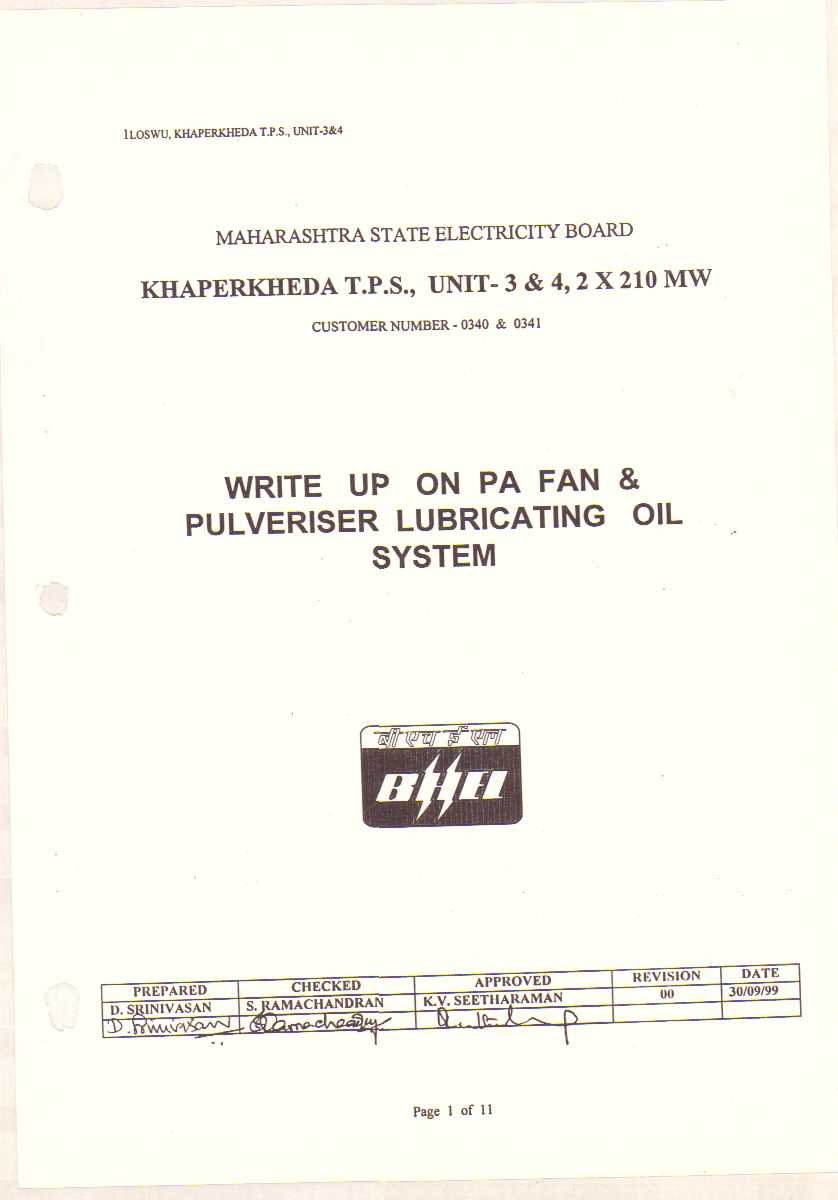 1LOSWU, KHAPERKHEDA T.P.S., UNIT-3&4
MAHARASHTRA STATE ELECTRICITY BOARD
KHAPERKHEDA T.P.S., UNIT- 3 & 4, 2 X 210 MW
CUSTOMER NUMBER - 0340 & 0341
WRITE UP ON PA FAN &
PULVERISER LUBRICATING OIL
SYSTEM
बी एच ई एल
BHEL
PREPARED CHECKED APPROVED REVISION DATE
D. SRINIVASAN S. RAMACHANDRAN K.V. SEETHARAMAN 00 30/09/99
D. Srinivasan
Page 1 of 11